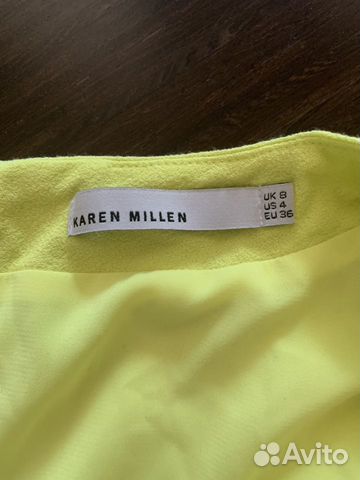 KAREN MILLEN
UK 8
US 4
EU 36
Avito